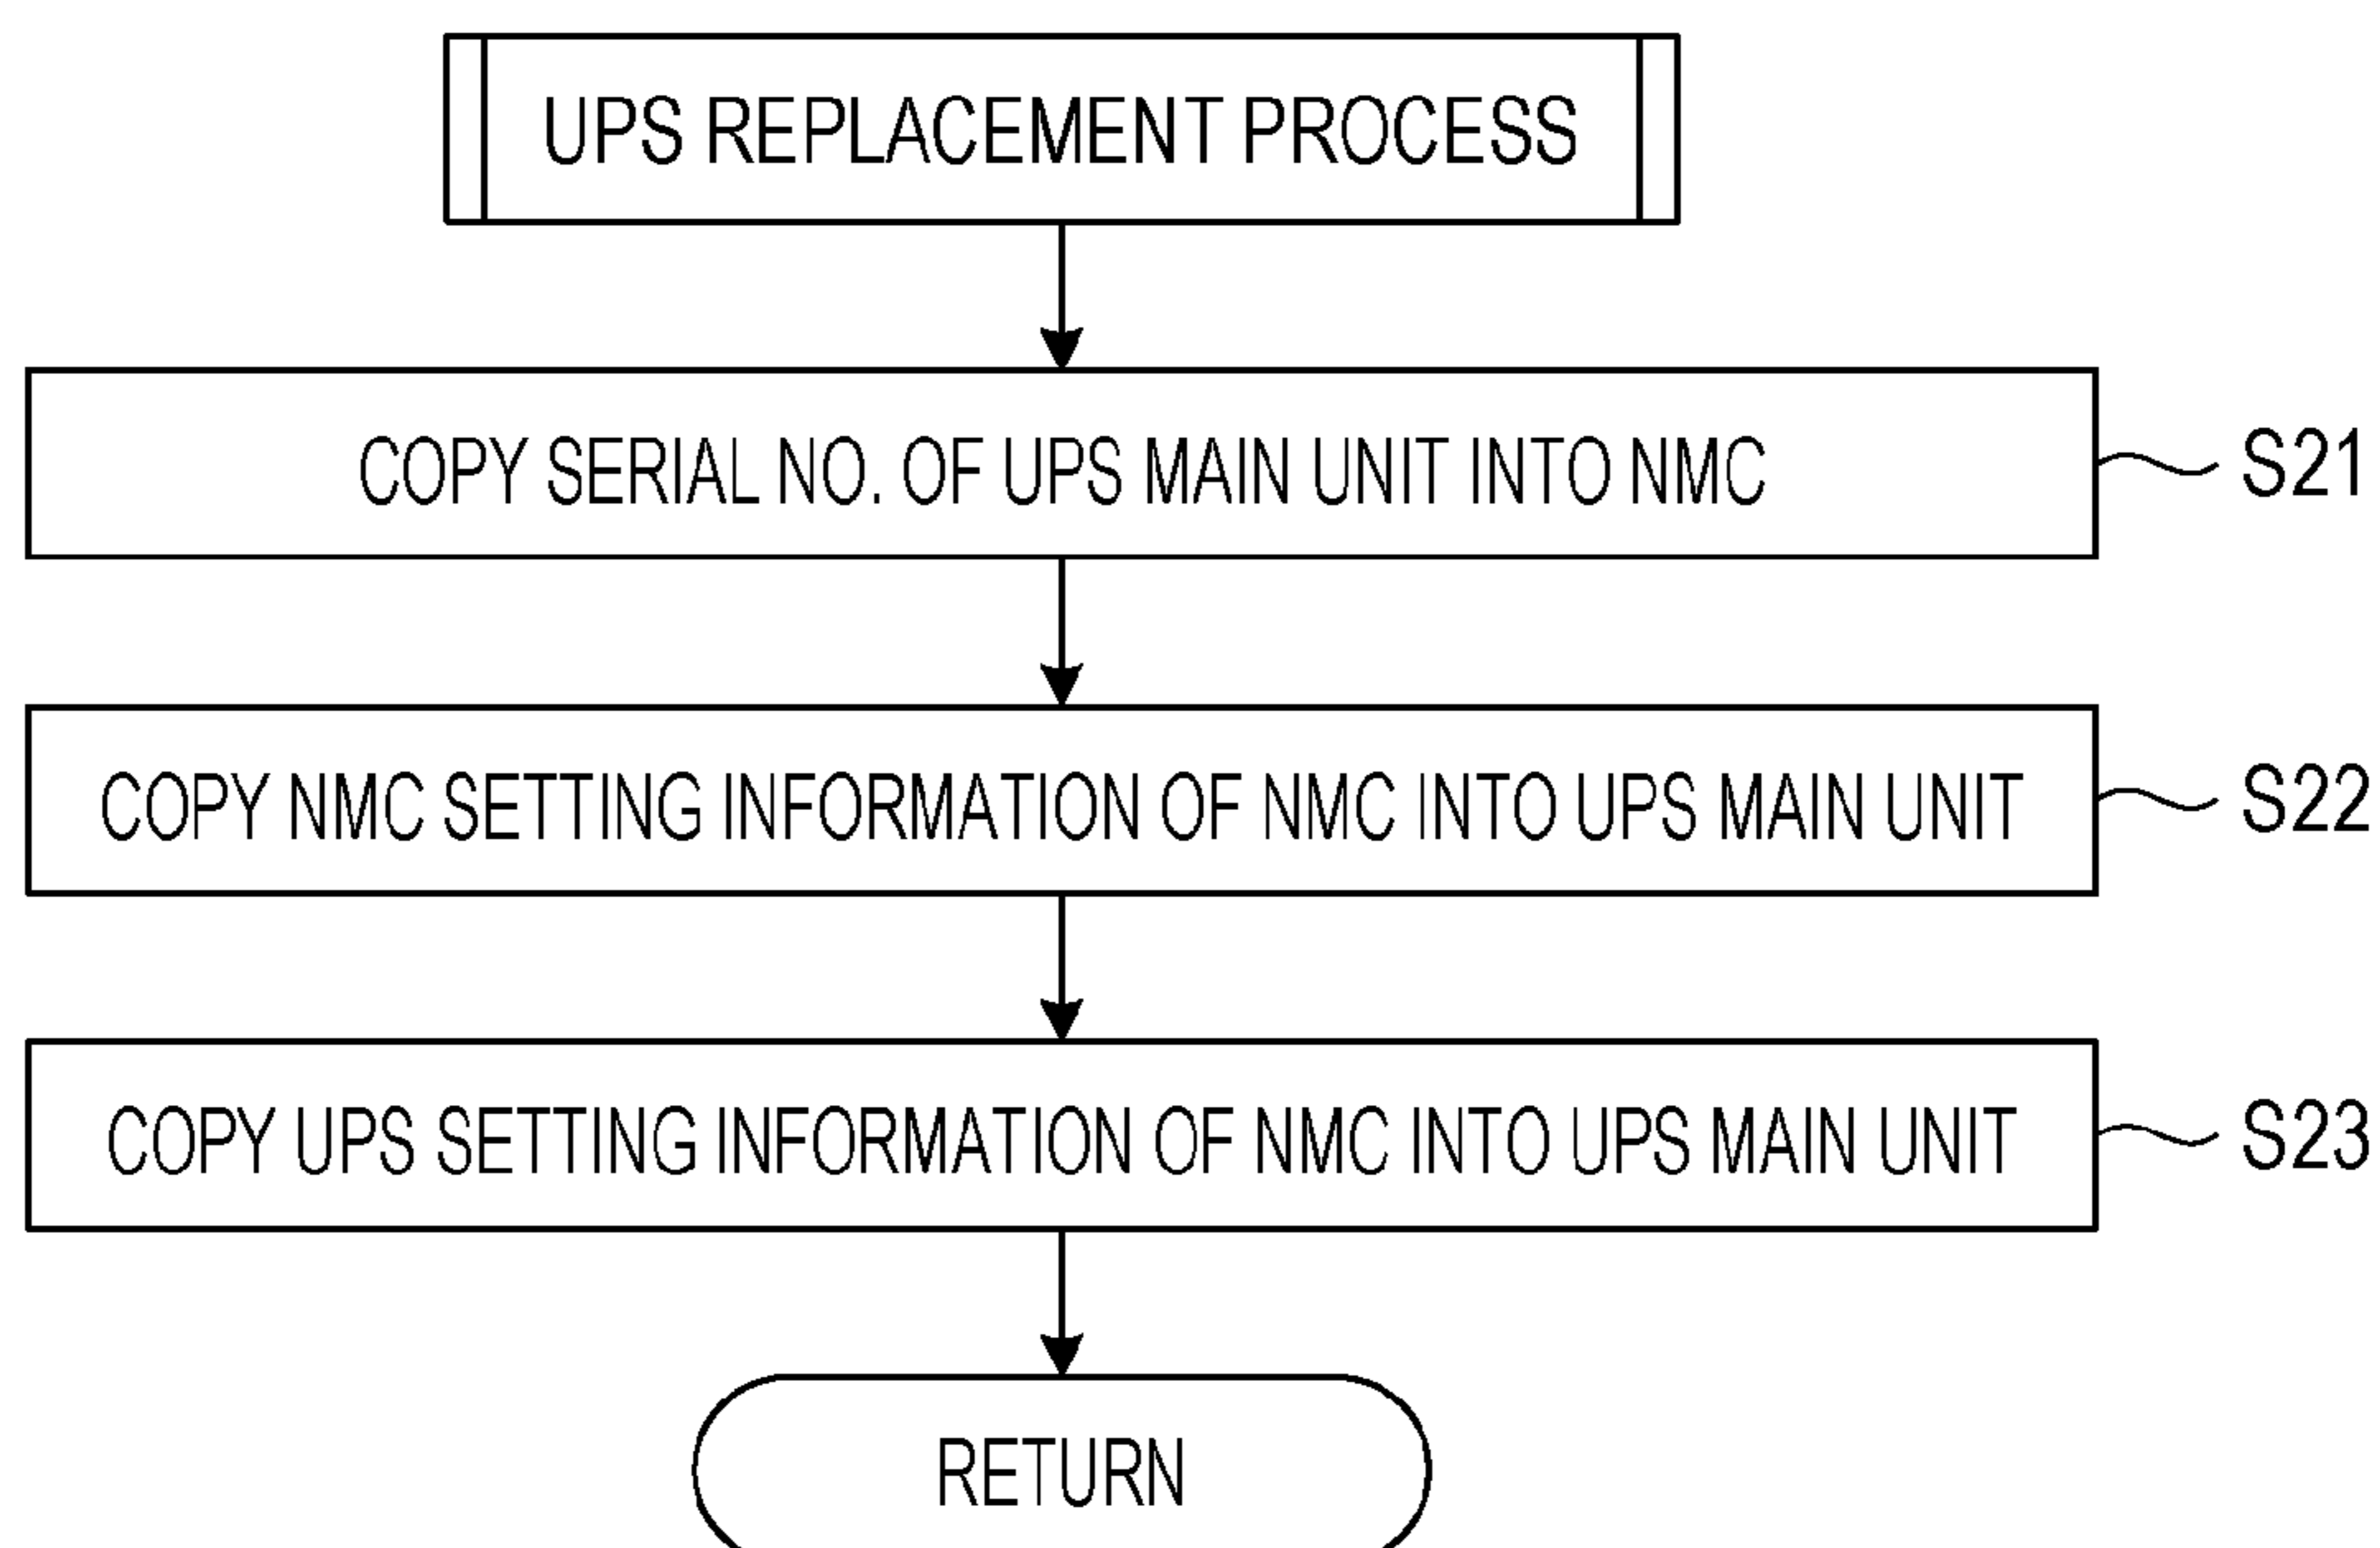 UPS REPLACEMENT PROCESS
COPY SERIAL NO. OF UPS MAIN UNIT INTO NMC
S21
COPY NMC SETTING INFORMATION OF NMC INTO UPS MAIN UNIT
S22
COPY UPS SETTING INFORMATION OF NMC INTO UPS MAIN UNIT
S23
RETURN